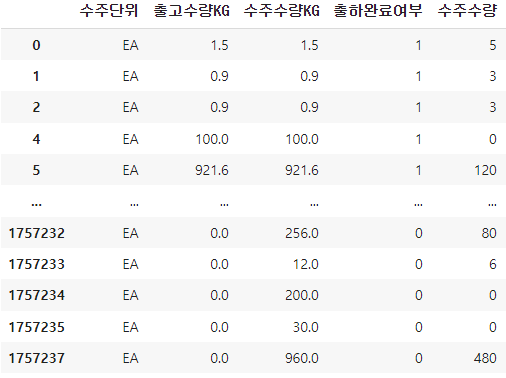 수주단위 출고수량KG 수주수량KG 출하완료여부 수주수량
0 EA 1.5 1.5 1 5
1 EA 0.9 0.9 1 3
2 EA 0.9 0.9 1 3
4 EA 100.0 100.0 1 0
5 EA 921.6 921.6 1 120
... ... ... ... ... ...
1757232 EA 0.0 256.0 0 80
1757233 EA 0.0 12.0 0 6
1757234 EA 0.0 200.0 0 0
1757235 EA 0.0 30.0 0 0
1757237 EA 0.0 960.0 0 480